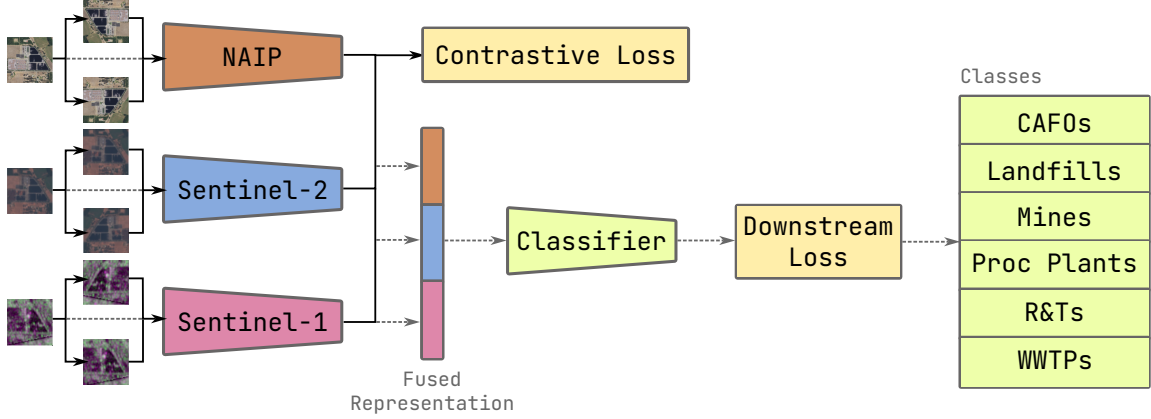 NAIP
Contrastive Loss
Sentinel-2
Sentinel-1
Fused
Representation
Classifier
Downstream
Loss
Classes
CAFOs
Landfills
Mines
Proc Plants
R&Ts
WWTPs